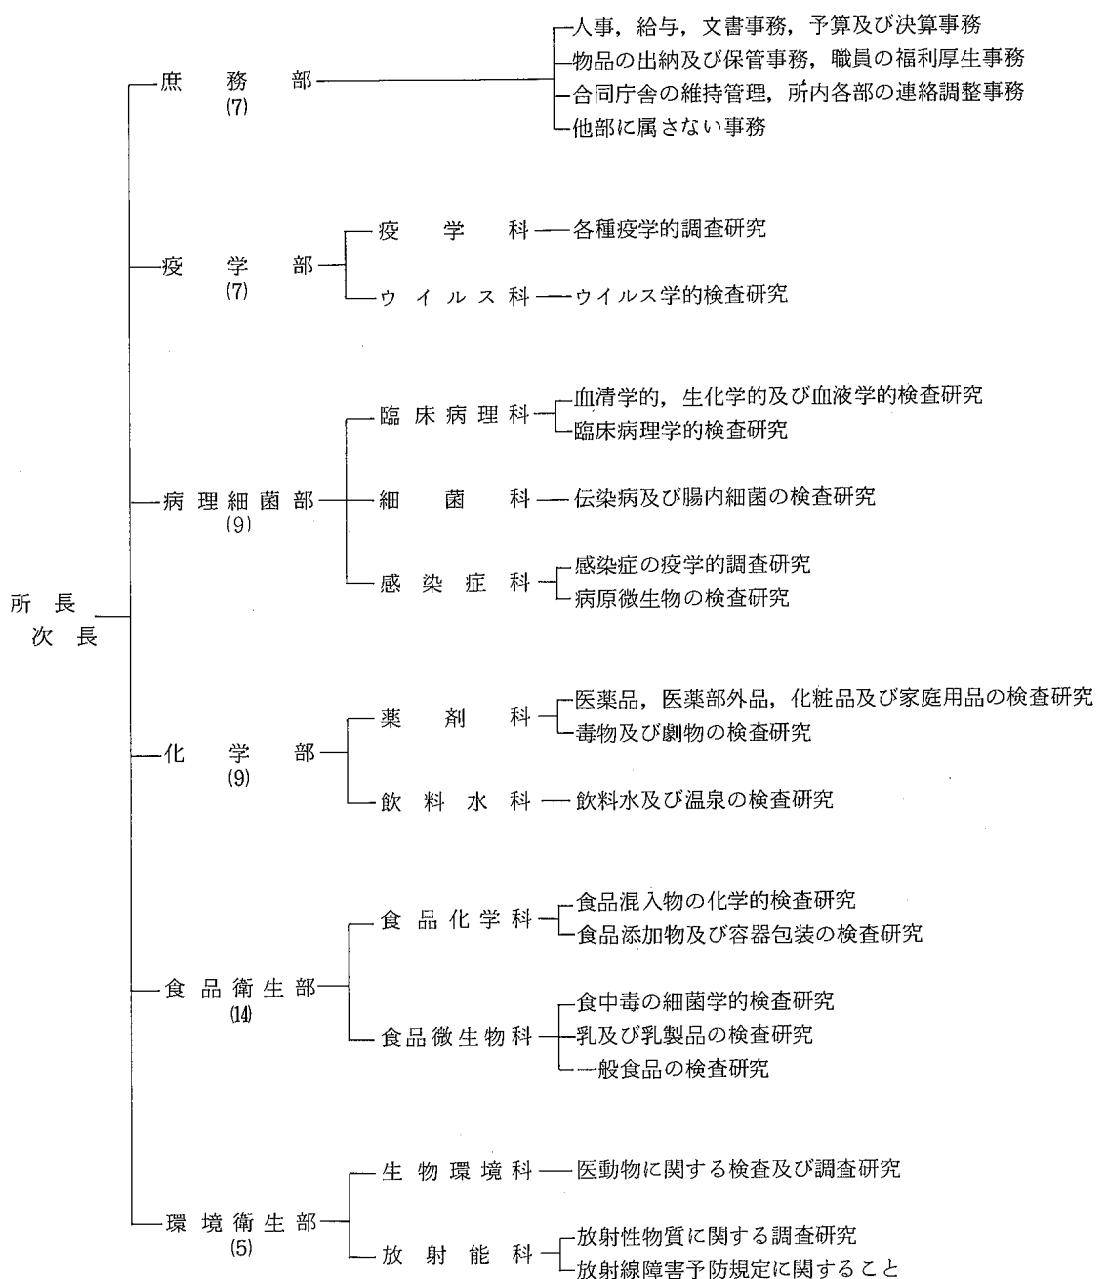 所長
次長
庶務部
(7)
人事，給与，文書事務，予算及び決算事務
物品の出納及び保管事務，職員の福利厚生事務
合同庁舎の維持管理，所内各部の連絡調整事務
他部に属さない事務
疫学部
(7)
疫学科
各種疫学的調査研究
ウイルス科
ウイルス学的検査研究
病理細菌部
(9)
臨床病理科
血清学的，生化学的及び血液学的検査研究
臨床病理学的検査研究
細菌科
伝染病及び腸内細菌の検査研究
感染症科
感染症の疫学的調査研究
病原微生物の検査研究
化学部
(9)
薬剤科
医薬品，医薬部外品，化粧品及び家庭用品の検査研究
毒物及び劇物の検査研究
飲料水科
飲料水及び温泉の検査研究
食品衛生部
(14)
食品化学科
食品混入物の化学的検査研究
食品添加物及び容器包装の検査研究
食品微生物科
食中毒の細菌学的検査研究
乳及び乳製品の検査研究
一般食品の検査研究
環境衛生部
(5)
生物環境科
医動物に関する検査及び調査研究
放射能科
放射性物質に関する調査研究
放射線障害予防規定に関すること